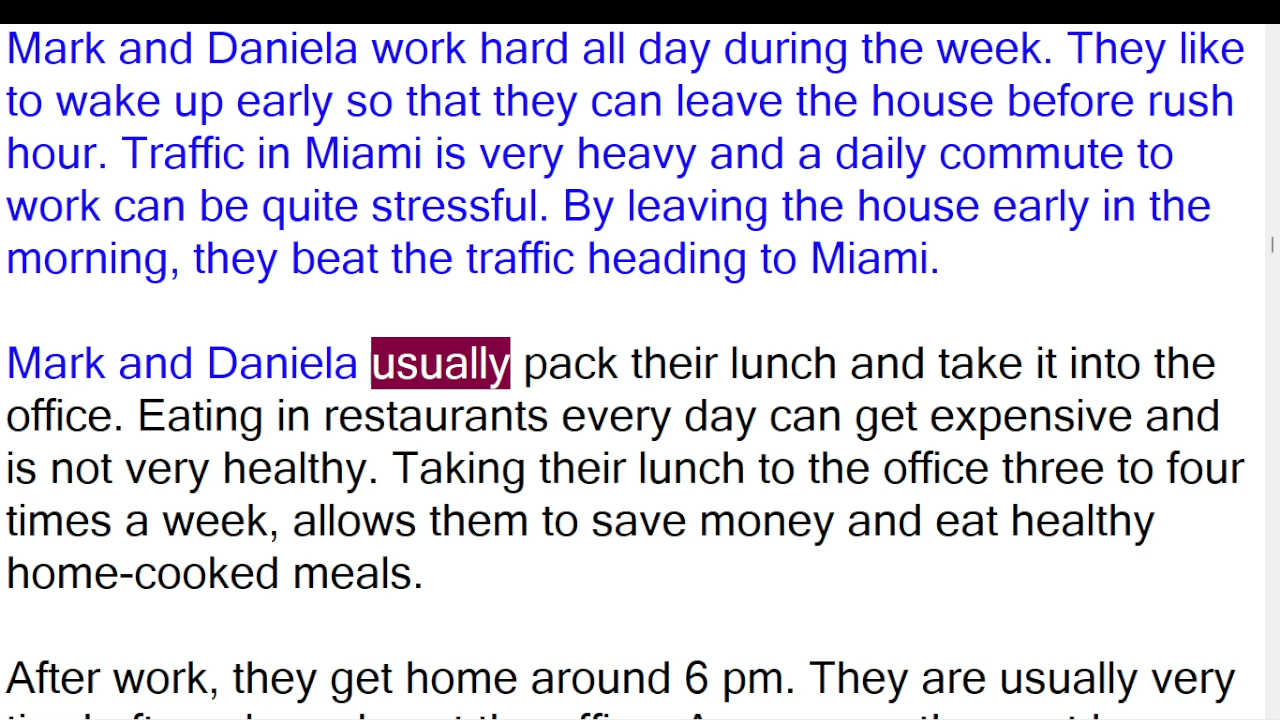 Mark and Daniela work hard all day during the week. They like
to wake up early so that they can leave the house before rush
hour. Traffic in Miami is very heavy and a daily commute to
work can be quite stressful. By leaving the house early in the
morning, they beat the traffic heading to Miami.
Mark and Daniela usually pack their lunch and take it into the
office. Eating in restaurants every day can get expensive and
is not very healthy. Taking their lunch to the office three to four
times a week, allows them to save money and eat healthy
home-cooked meals.
After work, they get home around 6 pm. They are usually very